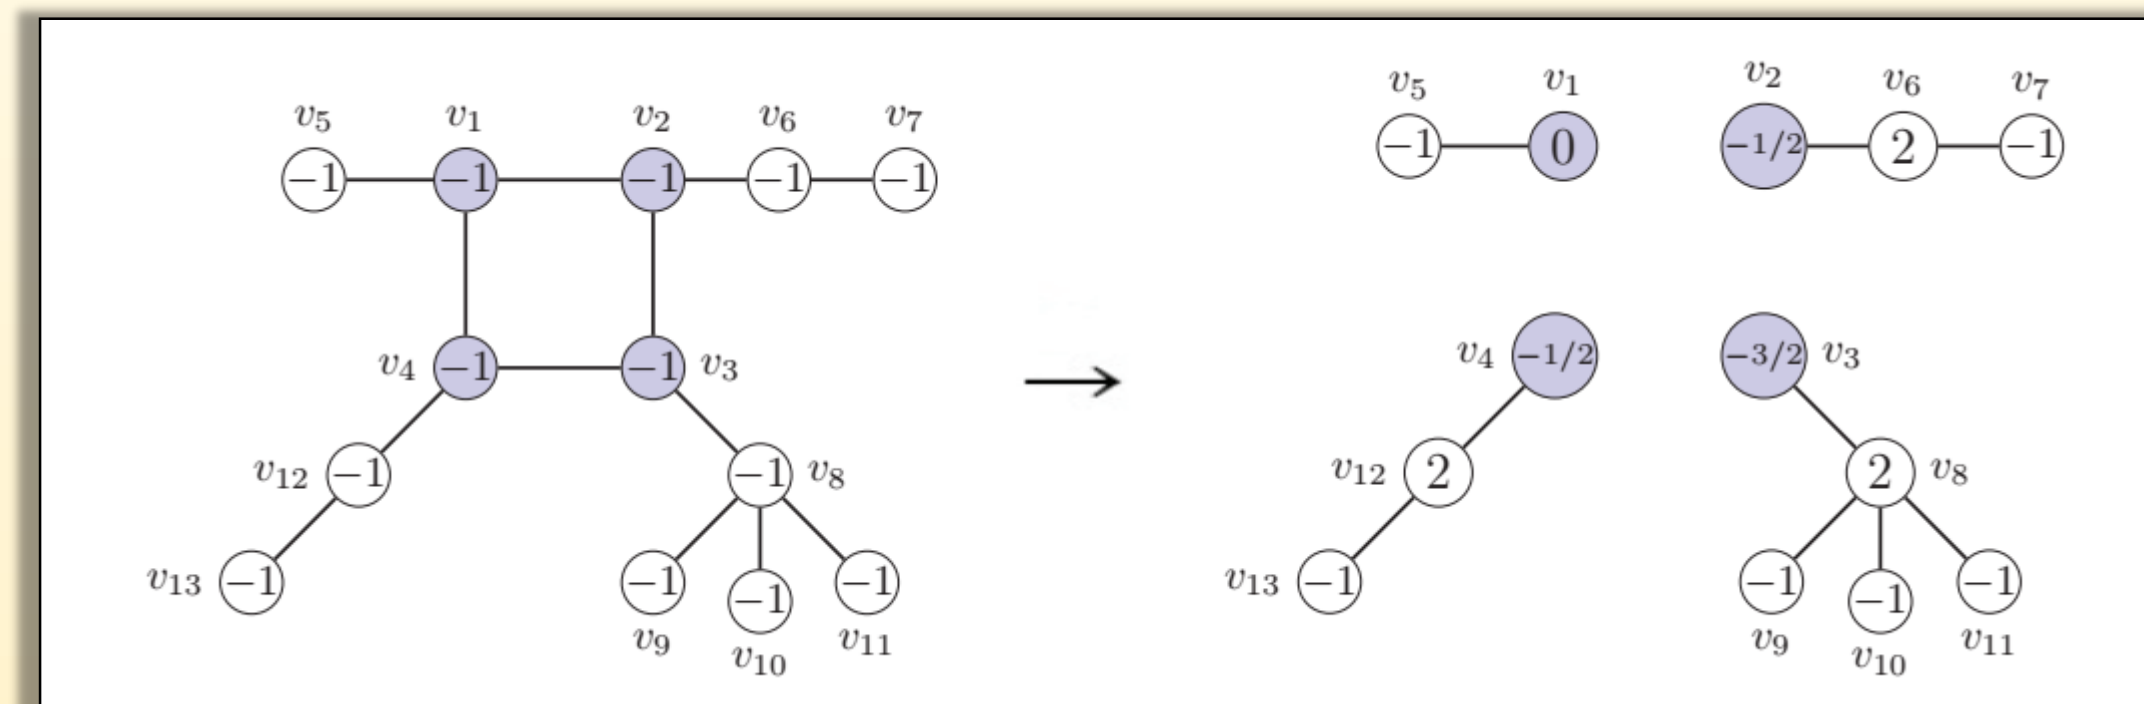 v₅ v₁ v₂ v₆ v₇
−1 −1 −1 −1 −1
v₄ −1 −1 v₃
v₁₂ −1 −1 v₈
v₁₃ −1 −1 −1 −1
v₉ v₁₀ v₁₁
v₅ v₁ v₂ v₆ v₇
−1 0 −1/2 2 −1
v₄ −1/2 −3/2 v₃
v₁₂ 2 2 v₈
v₁₃ −1 −1 −1 −1
v₉ v₁₀ v₁₁